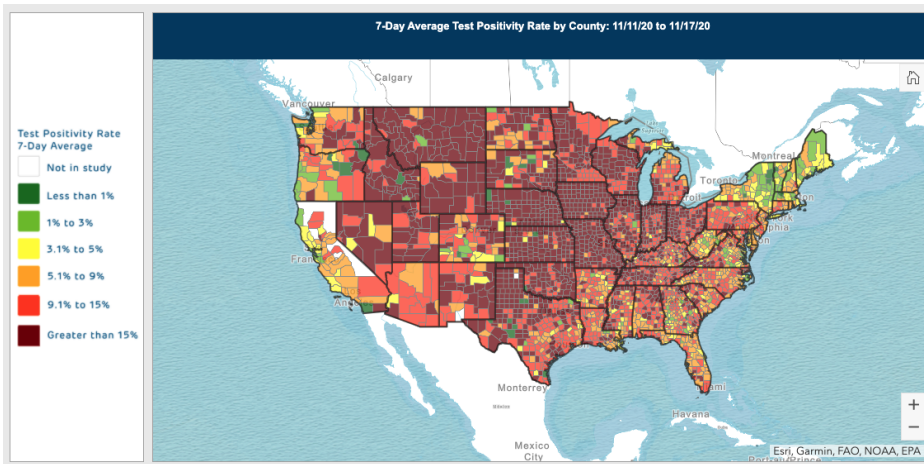 7-Day Average Test Positivity Rate by County: 11/11/20 to 11/17/20
Calgary
Vancouver
Test Positivity Rate
7-Day Average
Not in study
Less than 1%
1% to 3%
3.1% to 5%
5.1% to 9%
9.1% to 15%
Greater than 15%
Montreal
Toronto
Monterrey
México
Havana
Mexico
City
+
−
Esri, Garmin, FAO, NOAA, EPA